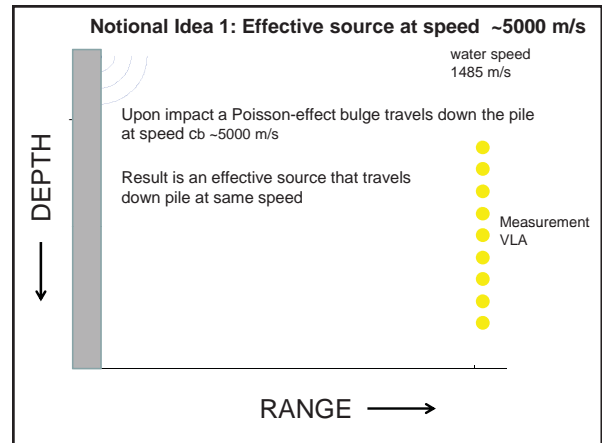 Notional Idea 1: Effective source at speed ~5000 m/s
water speed
1485 m/s
Upon impact a Poisson-effect bulge travels down the pile
at speed cb ~5000 m/s
Result is an effective source that travels
down pile at same speed
DEPTH
Measurement
VLA
RANGE